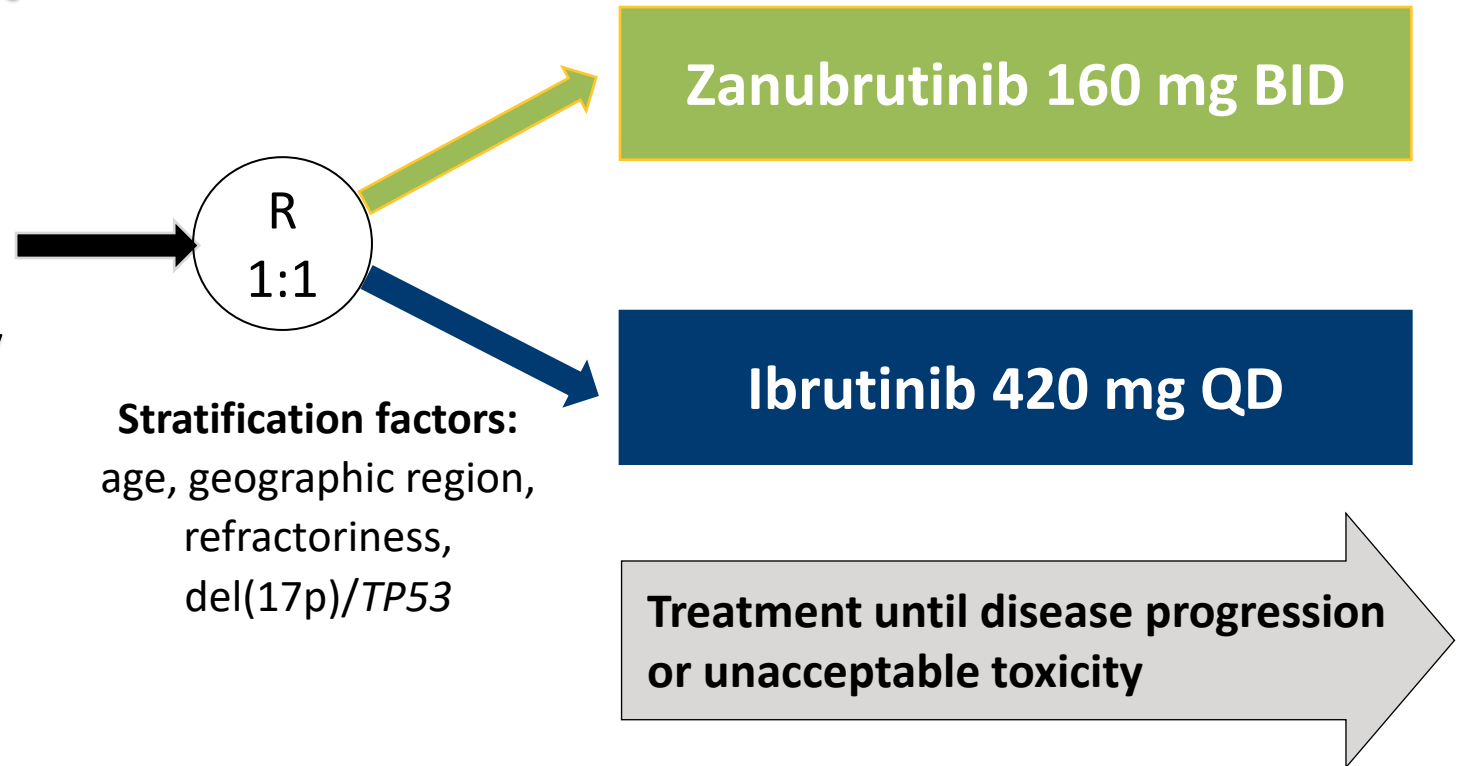 Zanubrutinib 160 mg BID
R
1:1
Ibrutinib 420 mg QD
Stratification factors:
age, geographic region,
refractoriness,
del(17p)/TP53
Treatment until disease progression
or unacceptable toxicity